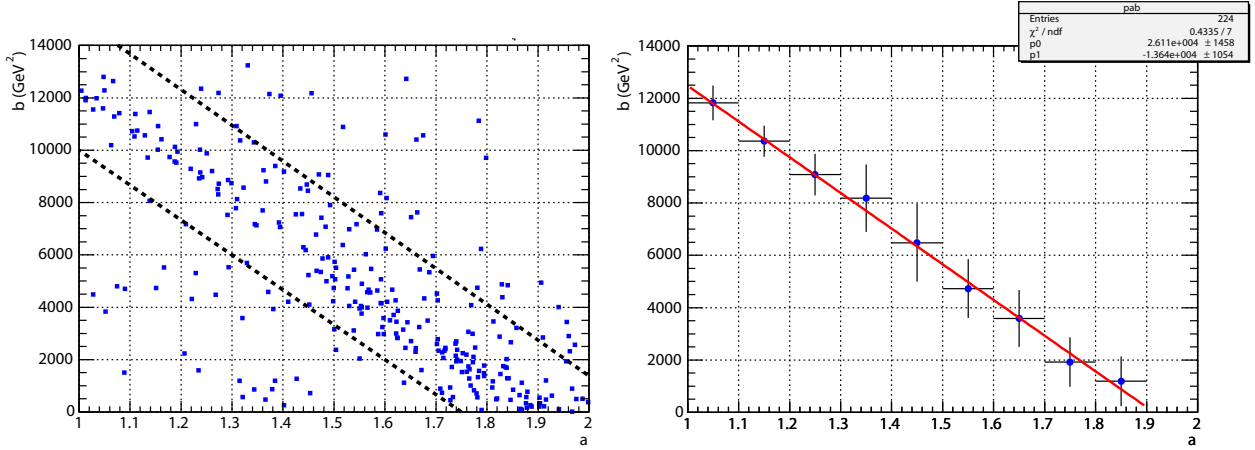 b (GeV²)
14000
12000
10000
8000
6000
4000
2000
0
1 1.1 1.2 1.3 1.4 1.5 1.6 1.7 1.8 1.9 2
a
pab
Entries 224
χ² / ndf 0.4335 / 7
p0 2.611e+004 ± 1458
p1 -1.364e+004 ± 1054
b (GeV²)
14000
12000
10000
8000
6000
4000
2000
0
1 1.1 1.2 1.3 1.4 1.5 1.6 1.7 1.8 1.9 2
a